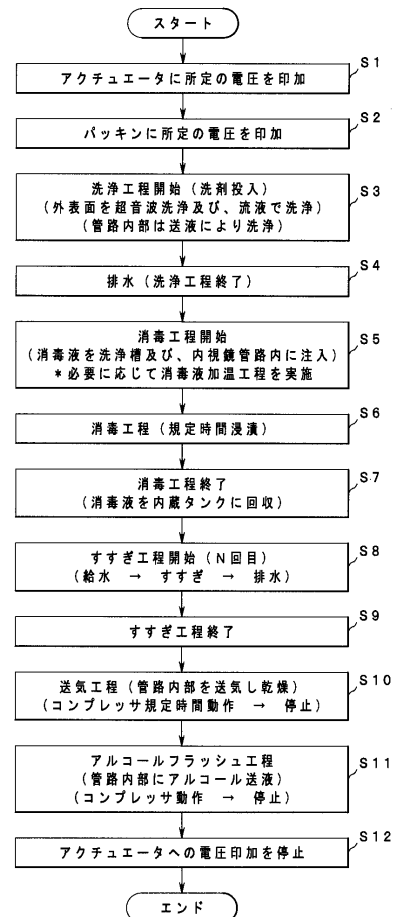 スタート
S1
アクチュエータに所定の電圧を印加
S2
パッキンに所定の電圧を印加
S3
洗浄工程開始(洗剤投入)
(外表面を超音波洗浄及び、流液で洗浄)
(管路内部は送液により洗浄)
S4
排水(洗浄工程終了)
S5
消毒工程開始
(消毒液を洗浄槽及び、内視鏡管路内に注入)
*必要に応じて消毒液加温工程を実施
S6
消毒工程(規定時間浸漬)
S7
消毒工程終了
(消毒液を内蔵タンクに回収)
S8
すすぎ工程開始(N回目)
(給水 → すすぎ → 排水)
S9
すすぎ工程終了
S10
送気工程(管路内部を送気し乾燥)
(コンプレッサ規定時間動作 → 停止)
S11
アルコールフラッシュ工程
(管路内部にアルコール送液)
(コンプレッサ動作 → 停止)
S12
アクチュエータへの電圧印加を停止
エンド